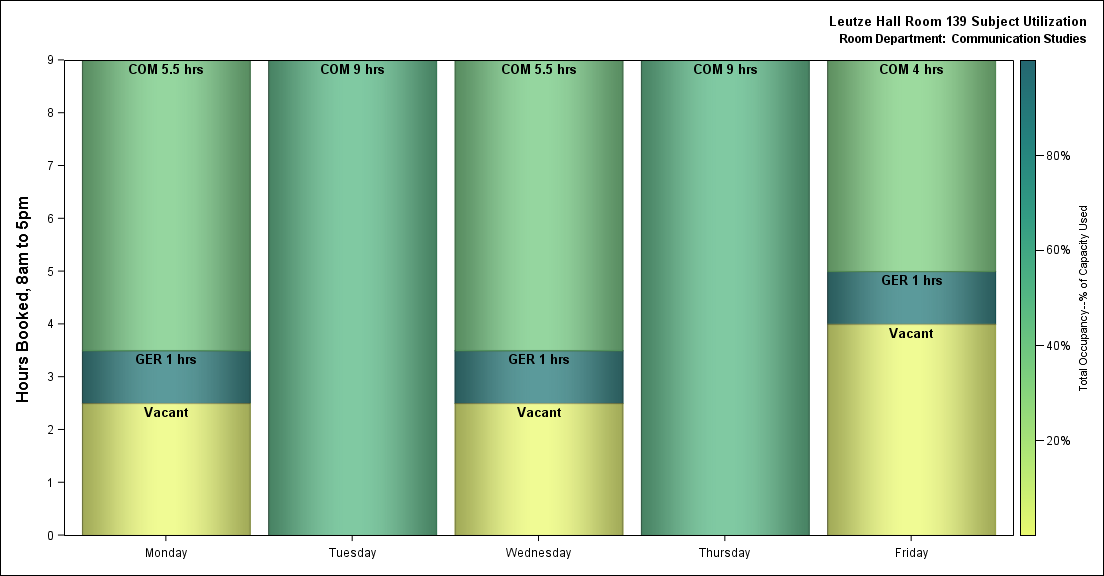 Leutze Hall Room 139 Subject Utilization
Room Department: Communication Studies
Hours Booked, 8am to 5pm
9
8
7
6
5
4
3
2
1
0
COM 5.5 hrs
GER 1 hrs
Vacant
COM 9 hrs
COM 5.5 hrs
GER 1 hrs
Vacant
COM 9 hrs
COM 4 hrs
GER 1 hrs
Vacant
Monday
Tuesday
Wednesday
Thursday
Friday
80%
60%
40%
20%
Total Occupancy--% of Capacity Used